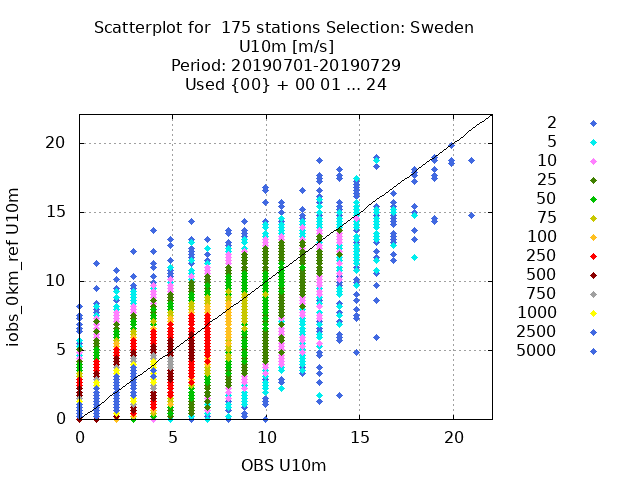 Scatterplot for  175 stations Selection: Sweden
U10m [m/s]
Period: 20190701-20190729
Used {00} + 00 01 ... 24
iobs_0km_ref U10m
20
15
10
5
0
0 5 10 15 20
OBS U10m
2
5
10
25
50
75
100
250
500
750
1000
2500
5000